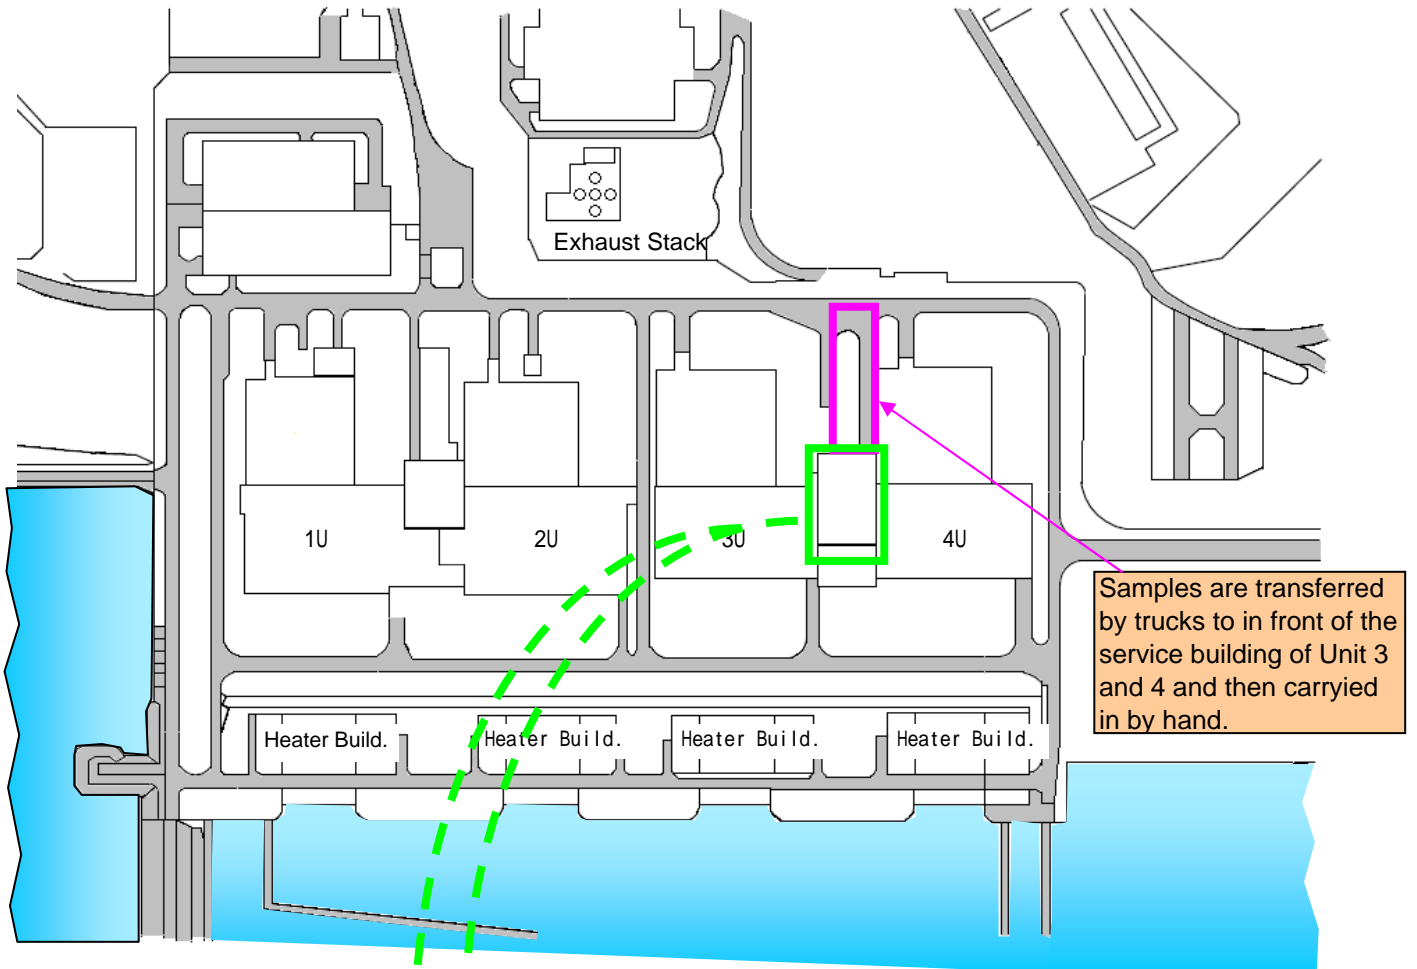 Exhaust Stack
1U
2U
3U
4U
Samples are transferred
by trucks to in front of the
service building of Unit 3
and 4 and then carryied
in by hand.
Heater Build.
Heater Build.
Heater Build.
Heater Build.